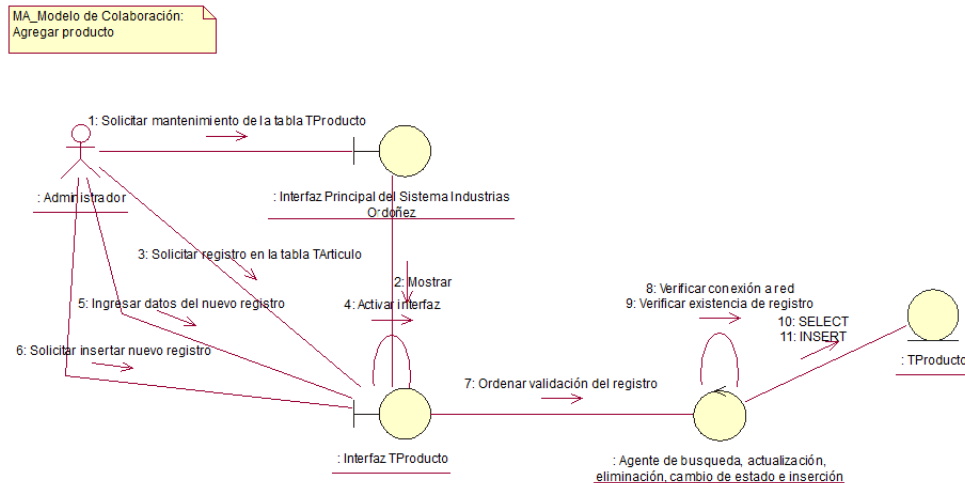 MA_Modelo de Colaboración:
Agregar producto
1: Solicitar mantenimiento de la tabla TProducto
: Administrador
: Interfaz Principal del Sistema Industrias
Ordoñez
3: Solicitar registro en la tabla TArticulo
2: Mostrar
4: Activar interfaz
5: Ingresar datos del nuevo registro
6: Solicitar insertar nuevo registro
8: Verificar conexión a red
9: Verificar existencia de registro
10: SELECT
11: INSERT
: TProducto
7: Ordenar validación del registro
: Interfaz TProducto
: Agente de busqueda, actualización,
eliminación, cambio de estado e inserción